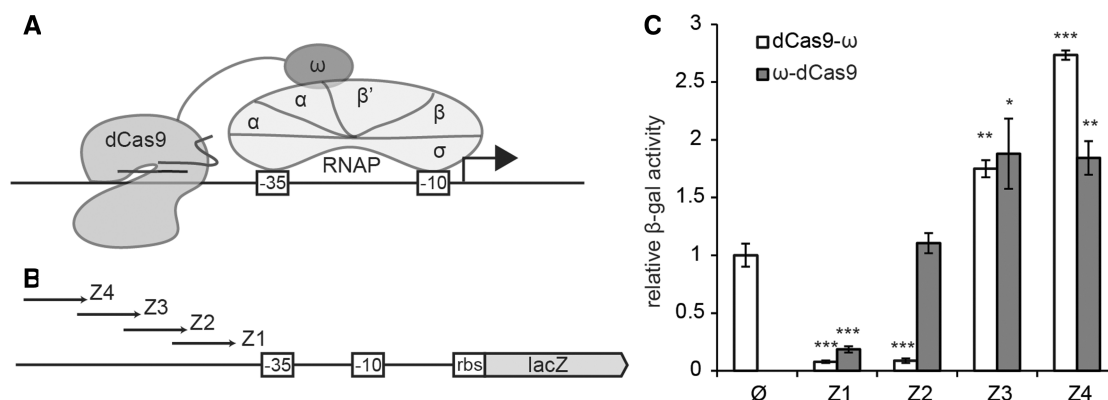 A
ω
α
β'
α
β
dCas9
σ
RNAP
-35
-10
B
Z4
Z3
Z2
Z1
-35
-10
rbs
lacZ
C
relative β-gal activity
3
2.5
2
1.5
1
0.5
0
dCas9-ω
ω-dCas9
***
***
***
**
*
***
**
Ø
Z1
Z2
Z3
Z4